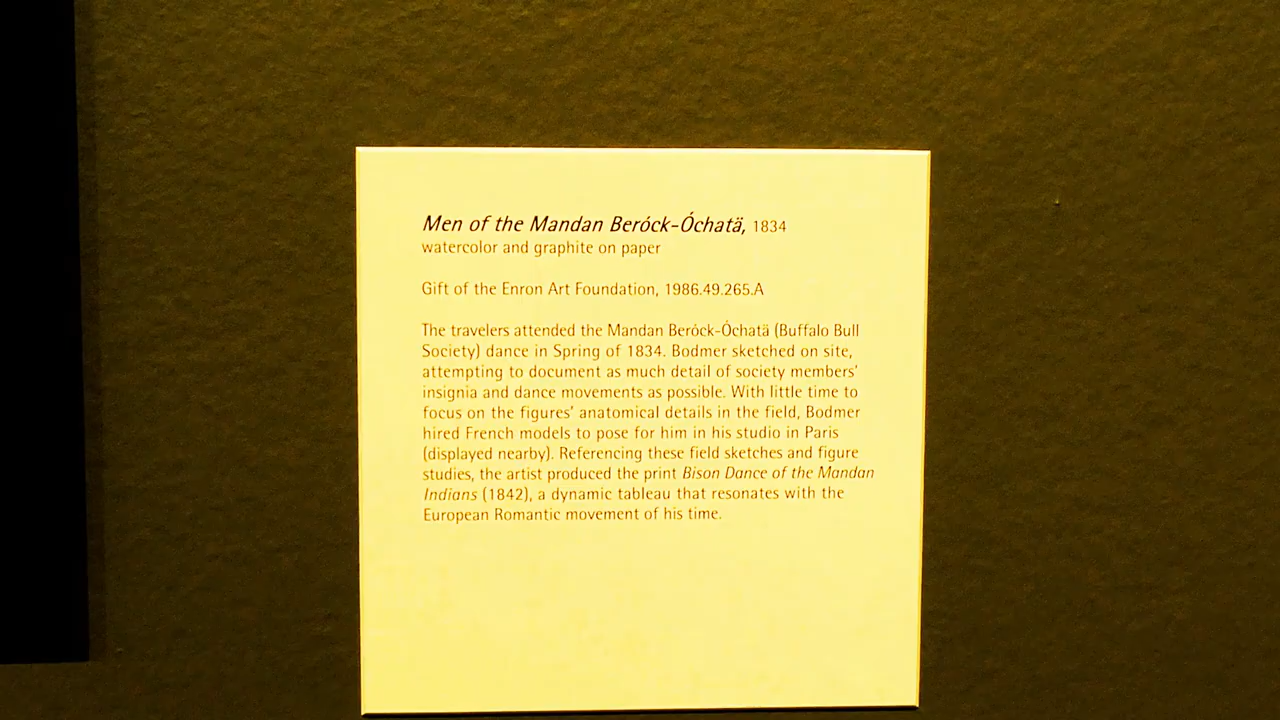 Men of the Mandan Beróck-Óchatä, 1834
watercolor and graphite on paper
Gift of the Enron Art Foundation, 1986.49.265.A
The travelers attended the Mandan Beróck-Óchatä (Buffalo Bull
Society) dance in Spring of 1834. Bodmer sketched on site,
attempting to document as much detail of society members'
insignia and dance movements as possible. With little time to
focus on the figures' anatomical details in the field, Bodmer
hired French models to pose for him in his studio in Paris
(displayed nearby). Referencing these field sketches and figure
studies, the artist produced the print Bison Dance of the Mandan
Indians (1842), a dynamic tableau that resonates with the
European Romantic movement of his time.